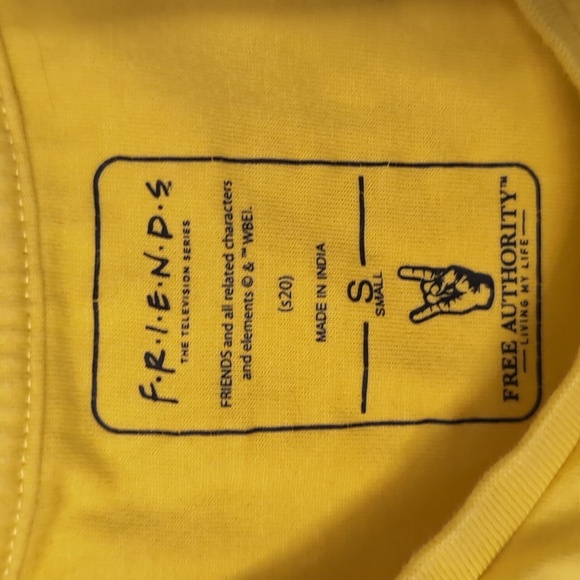 F·R·I·E·N·D·S
THE TELEVISION SERIES
FRIENDS and all related characters
and elements © & ™ WBEI.
(s20)
MADE IN INDIA
S
SMALL
FREE AUTHORITY™
LIVING MY LIFE